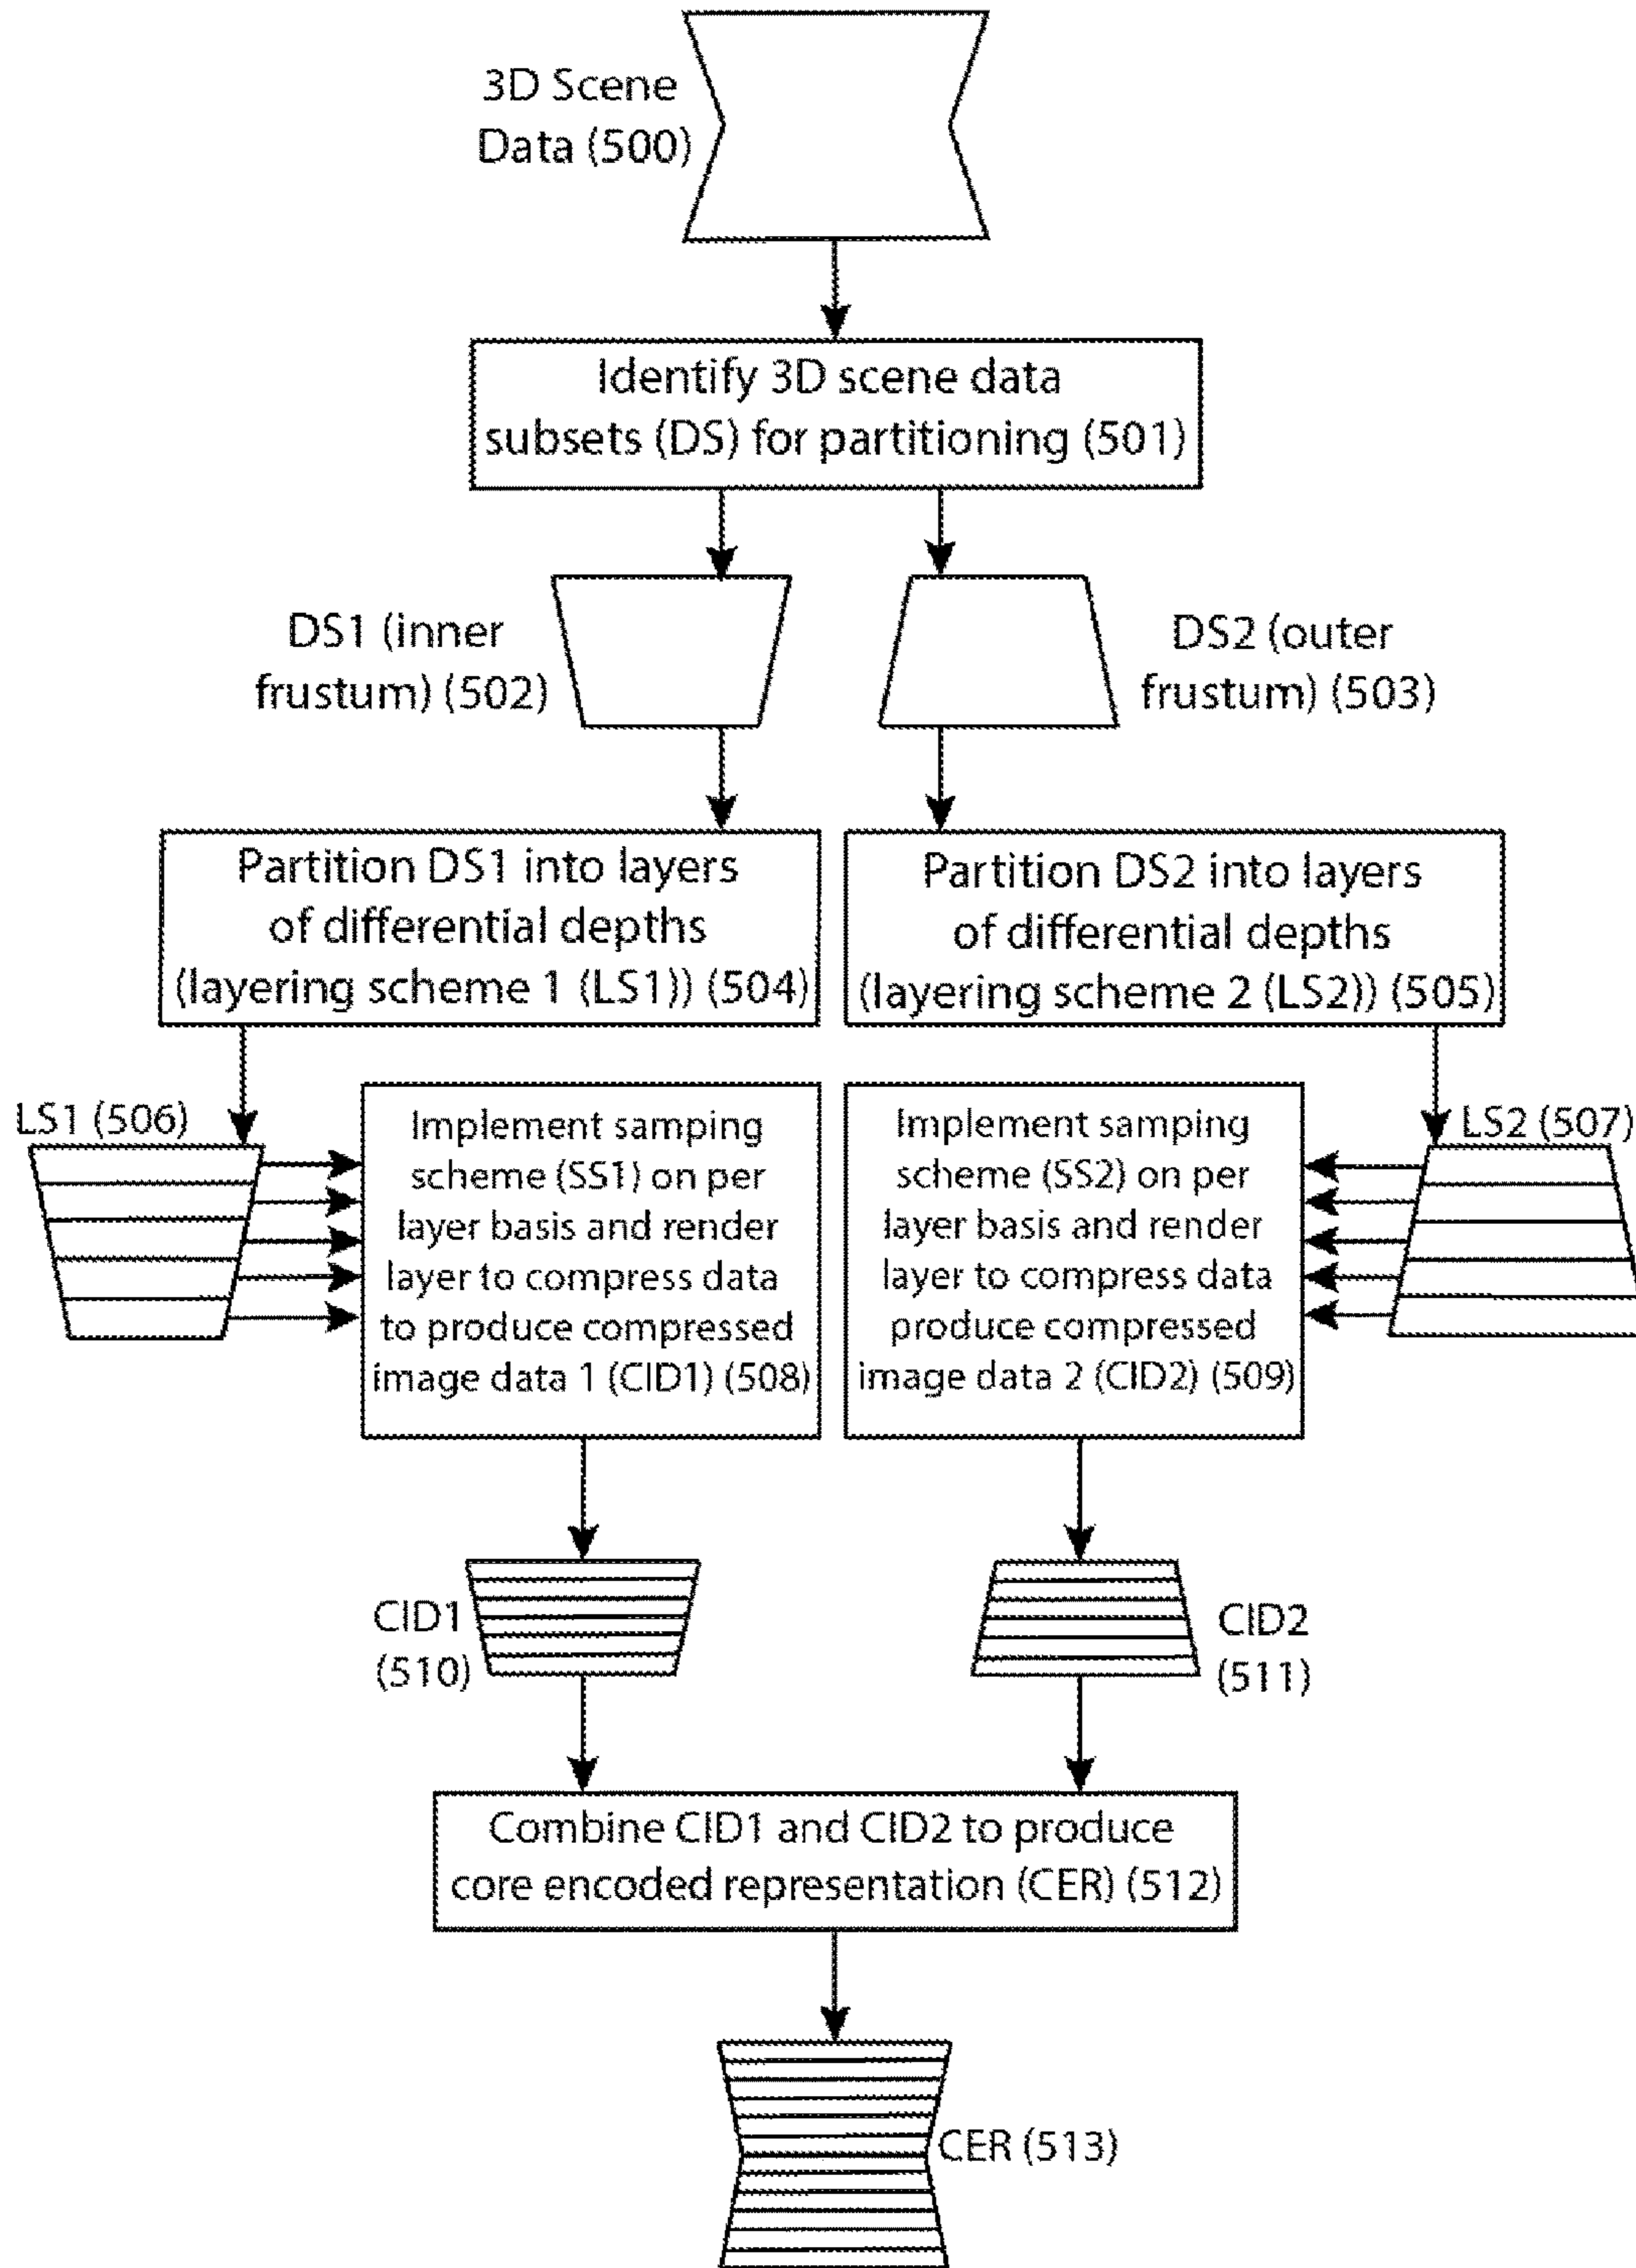 3D Scene
Data (500)
Identify 3D scene data
subsets (DS) for partitioning (501)
DS1 (inner
frustum) (502)
DS2 (outer
frustum) (503)
Partition DS1 into layers
of differential depths
(layering scheme 1 (LS1)) (504)
Partition DS2 into layers
of differential depths
(layering scheme 2 (LS2)) (505)
LS1 (506)
Implement samping
scheme (SS1) on per
layer basis and render
layer to compress data
to produce compressed
image data 1 (CID1) (508)
Implement samping
scheme (SS2) on per
layer basis and render
layer to compress data
produce compressed
image data 2 (CID2) (509)
LS2 (507)
CID1
(510)
CID2
(511)
Combine CID1 and CID2 to produce
core encoded representation (CER) (512)
CER (513)